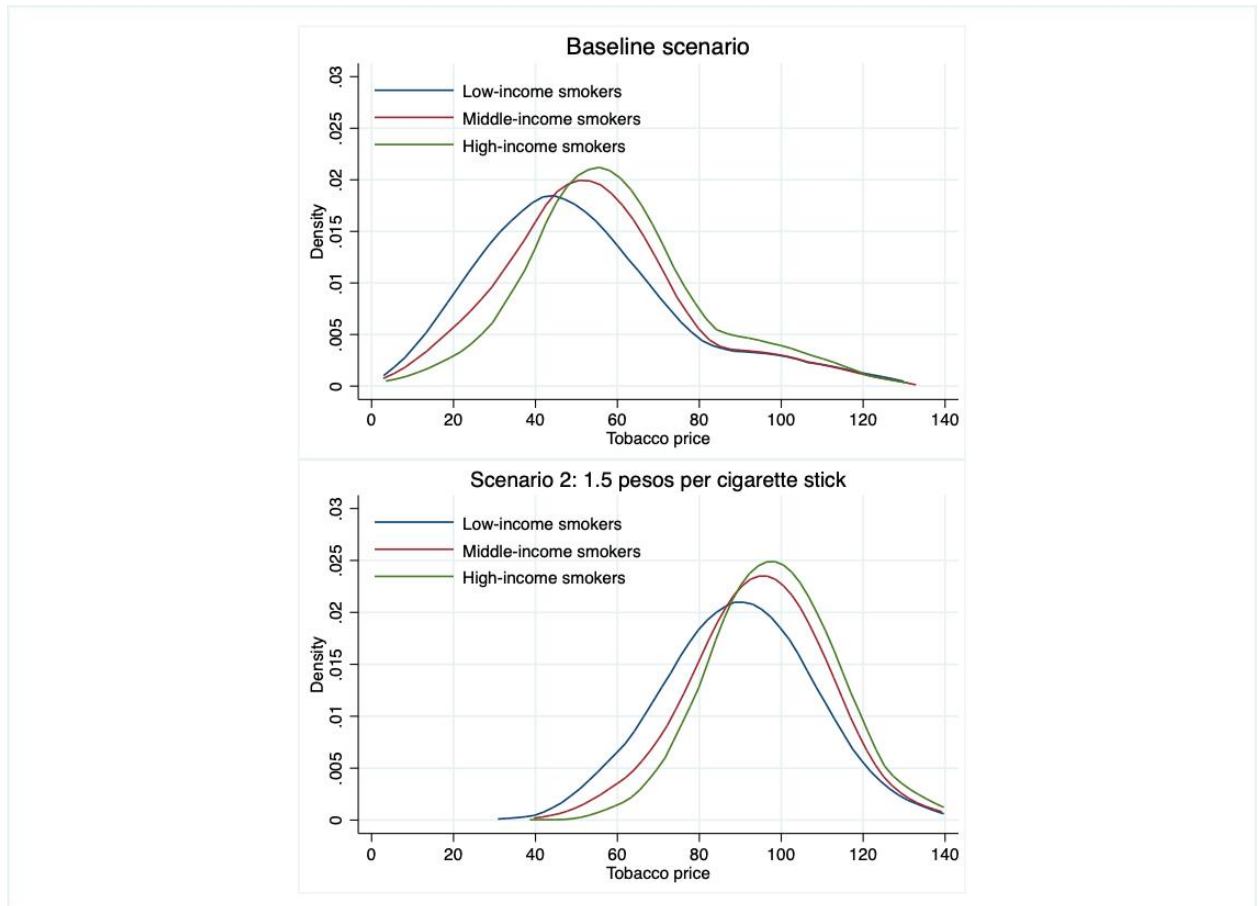 Baseline scenario
Low-income smokers
Middle-income smokers
High-income smokers
Density
0 .005 .01 .015 .02 .025 .03
0 20 40 60 80 100 120 140
Tobacco price
Scenario 2: 1.5 pesos per cigarette stick
Low-income smokers
Middle-income smokers
High-income smokers
Density
0 .005 .01 .015 .02 .025 .03
0 20 40 60 80 100 120 140
Tobacco price